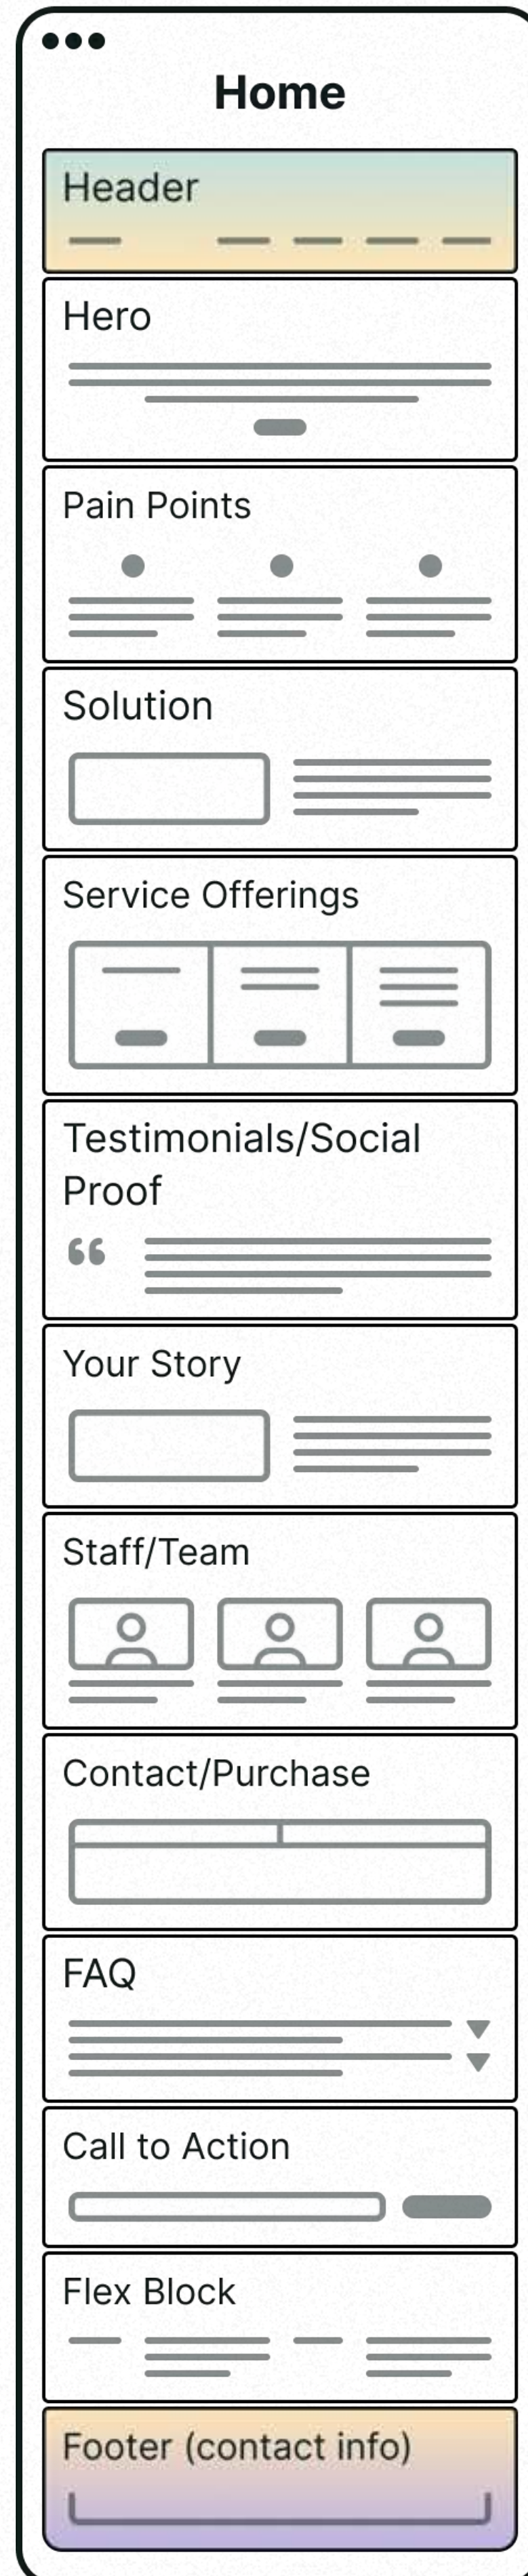 Home
Header
Hero
Pain Points
Solution
Service Offerings
Testimonials/Social
Proof
Your Story
Staff/Team
Contact/Purchase
FAQ
Call to Action
Flex Block
Footer (contact info)